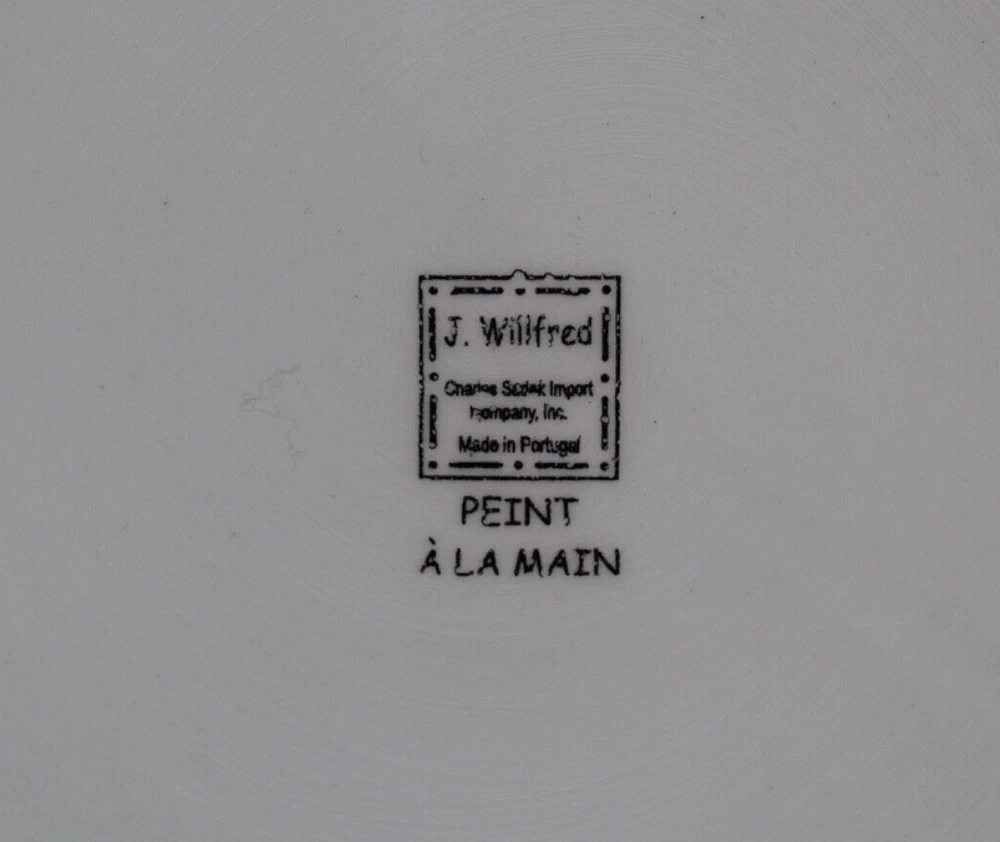 J. Willfred
Charles Sadek Import
Company, Inc.
Made in Portugal
PEINT
À LA MAIN